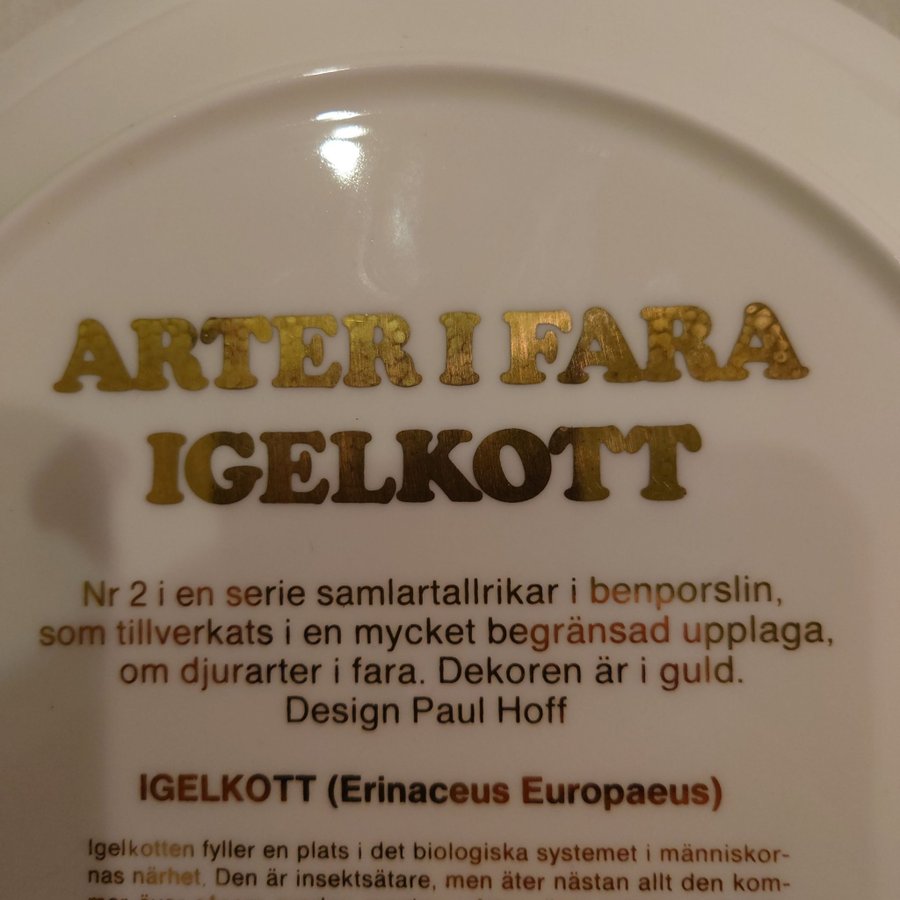 ARTER I FARA
IGELKOTT
Nr 2 i en serie samlartallrikar i benporslin,
som tillverkats i en mycket begränsad upplaga,
om djurarter i fara. Dekoren är i guld.
Design Paul Hoff
IGELKOTT (Erinaceus Europaeus)
Igelkotten fyller en plats i det biologiska systemet i människor-
nas närhet. Den är insektsätare, men äter nästan allt den kom-